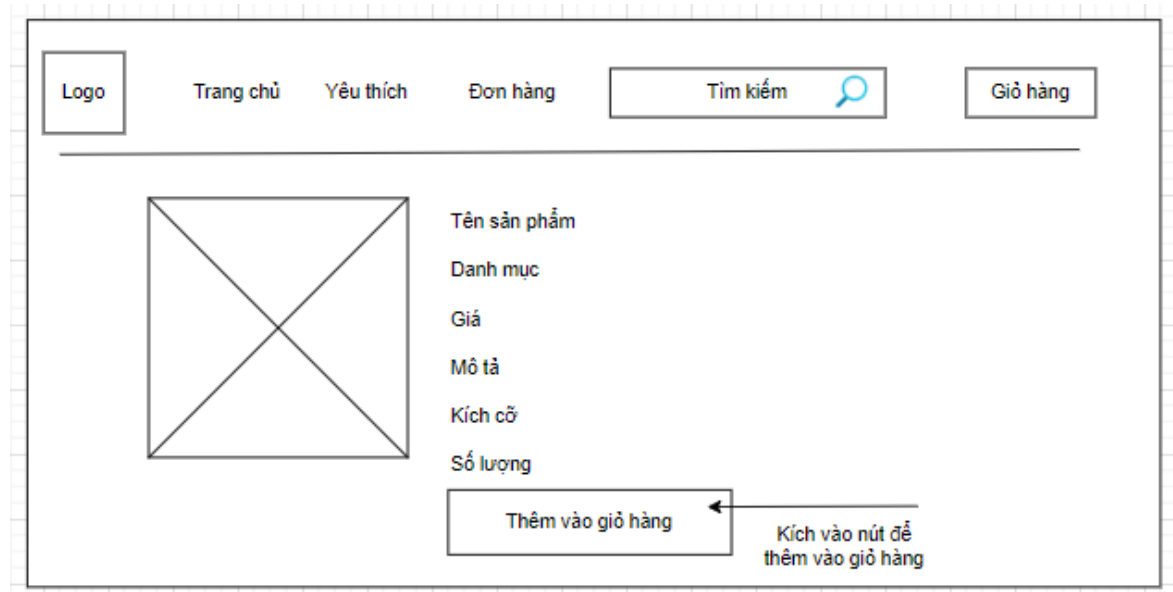 Logo
Trang chủ
Yêu thích
Đơn hàng
Tìm kiếm
Giỏ hàng
Tên sản phẩm
Danh mục
Giá
Mô tả
Kích cỡ
Số lượng
Thêm vào giỏ hàng
Kích vào nút để
thêm vào giỏ hàng